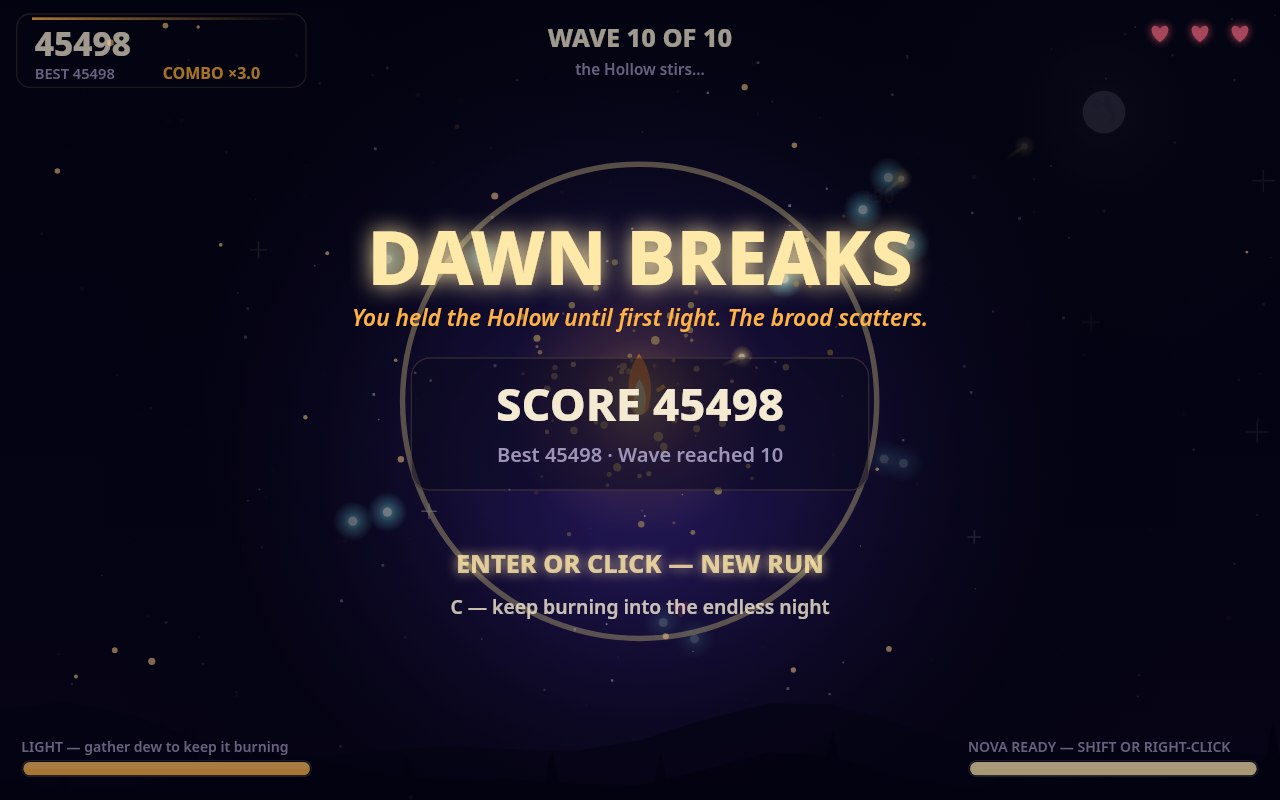 45498
BEST 45498 COMBO ×3.0
WAVE 10 OF 10
the Hollow stirs...
DAWN BREAKS
You held the Hollow until first light. The brood scatters.
SCORE 45498
Best 45498 · Wave reached 10
ENTER OR CLICK — NEW RUN
C — keep burning into the endless night
LIGHT — gather dew to keep it burning
NOVA READY — SHIFT OR RIGHT-CLICK